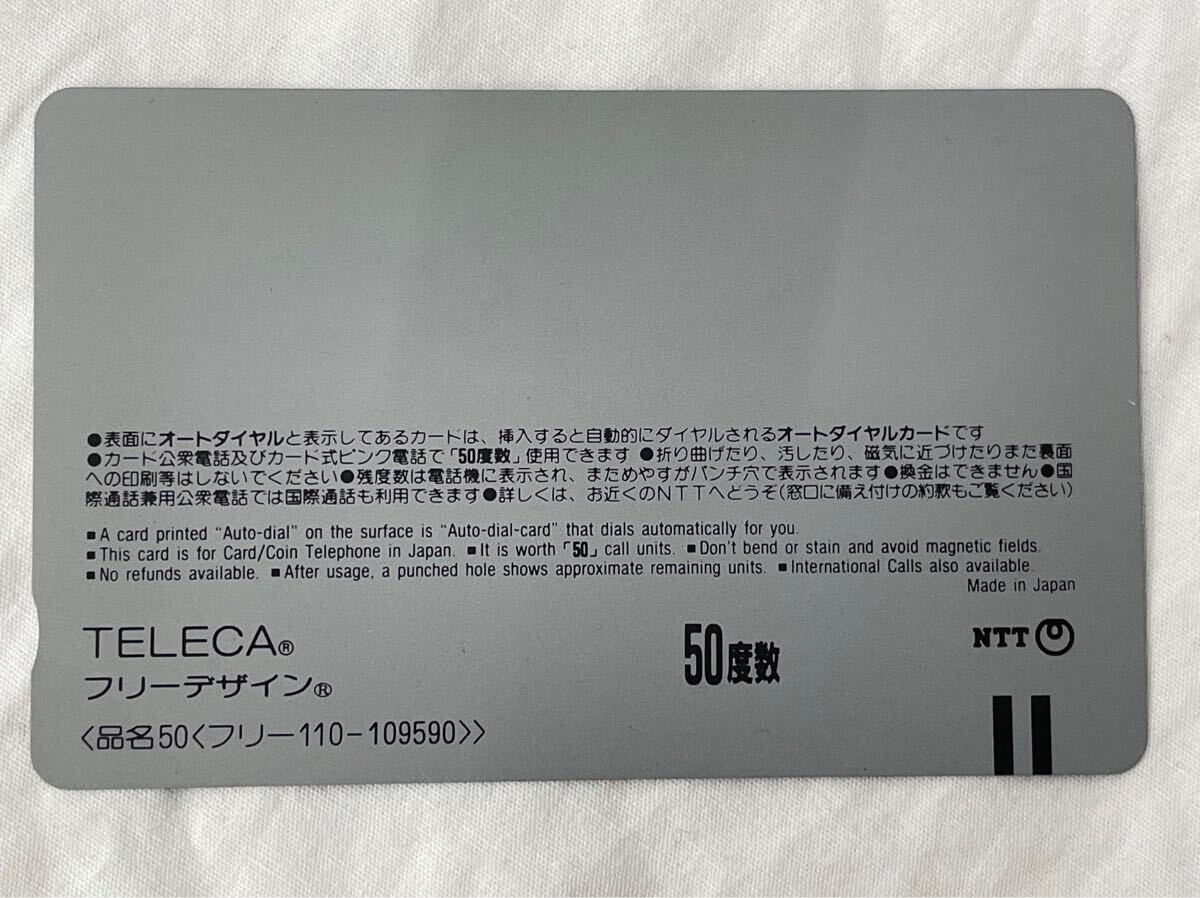 ●表面にオートダイヤルと表示してあるカードは、挿入すると自動的にダイヤルされるオートダイヤルカードです
●カード公衆電話及びカード式ピンク電話で「50度数」使用できます ●折り曲げたり、汚したり、磁気に近づけたりまた裏面
への印刷等はしないでください●残度数は電話機に表示され、まためやすがパンチ穴で表示されます●換金はできません●国
際通話兼用公衆電話では国際通話も利用できます●詳しくは、お近くのNTTへどうぞ(窓口に備え付けの約款もご覧ください)
■A card printed “Auto-dial” on the surface is “Auto-dial-card” that dials automatically for you.
■This card is for Card/Coin Telephone in Japan. ■It is worth「50」call units. ■Don't bend or stain and avoid magnetic fields.
■No refunds available. ■After usage, a punched hole shows approximate remaining units. ■International Calls also available.
Made in Japan
TELECA®
フリーデザイン®
50度数
NTT
〈品名50〈フリー110-109590〉〉